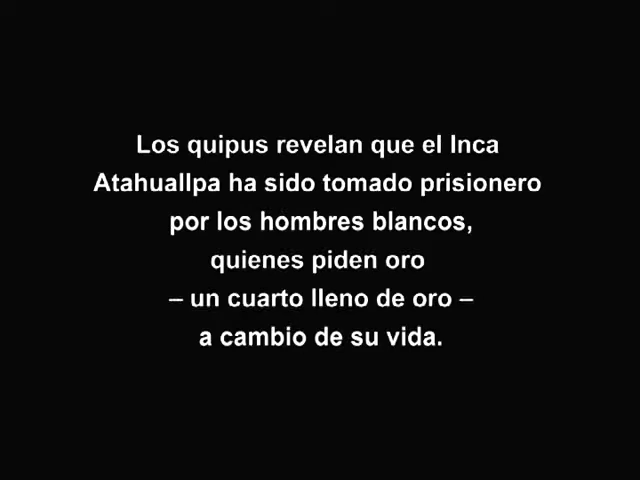 Los quipus revelan que el Inca
Atahuallpa ha sido tomado prisionero
por los hombres blancos,
quienes piden oro
– un cuarto lleno de oro –
a cambio de su vida.